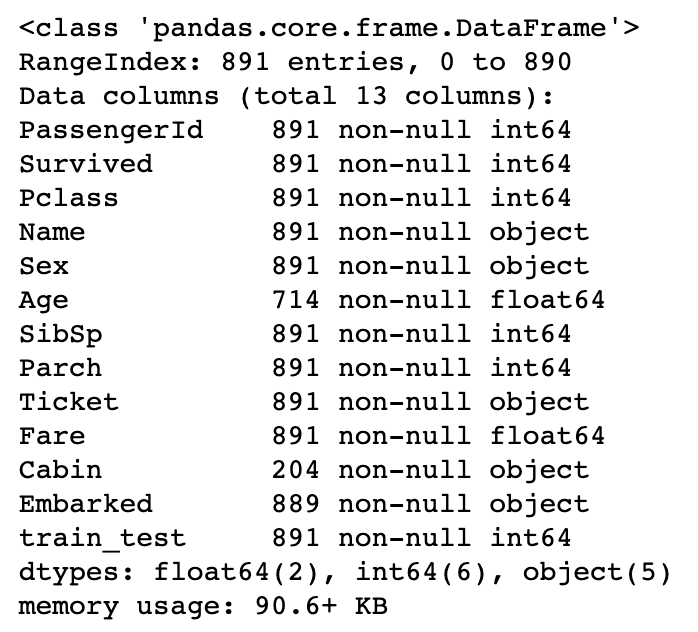 <class 'pandas.core.frame.DataFrame'>
RangeIndex: 891 entries, 0 to 890
Data columns (total 13 columns):
PassengerId    891 non-null int64
Survived       891 non-null int64
Pclass         891 non-null int64
Name           891 non-null object
Sex            891 non-null object
Age            714 non-null float64
SibSp          891 non-null int64
Parch          891 non-null int64
Ticket         891 non-null object
Fare           891 non-null float64
Cabin          204 non-null object
Embarked       889 non-null object
train_test     891 non-null int64
dtypes: float64(2), int64(6), object(5)
memory usage: 90.6+ KB